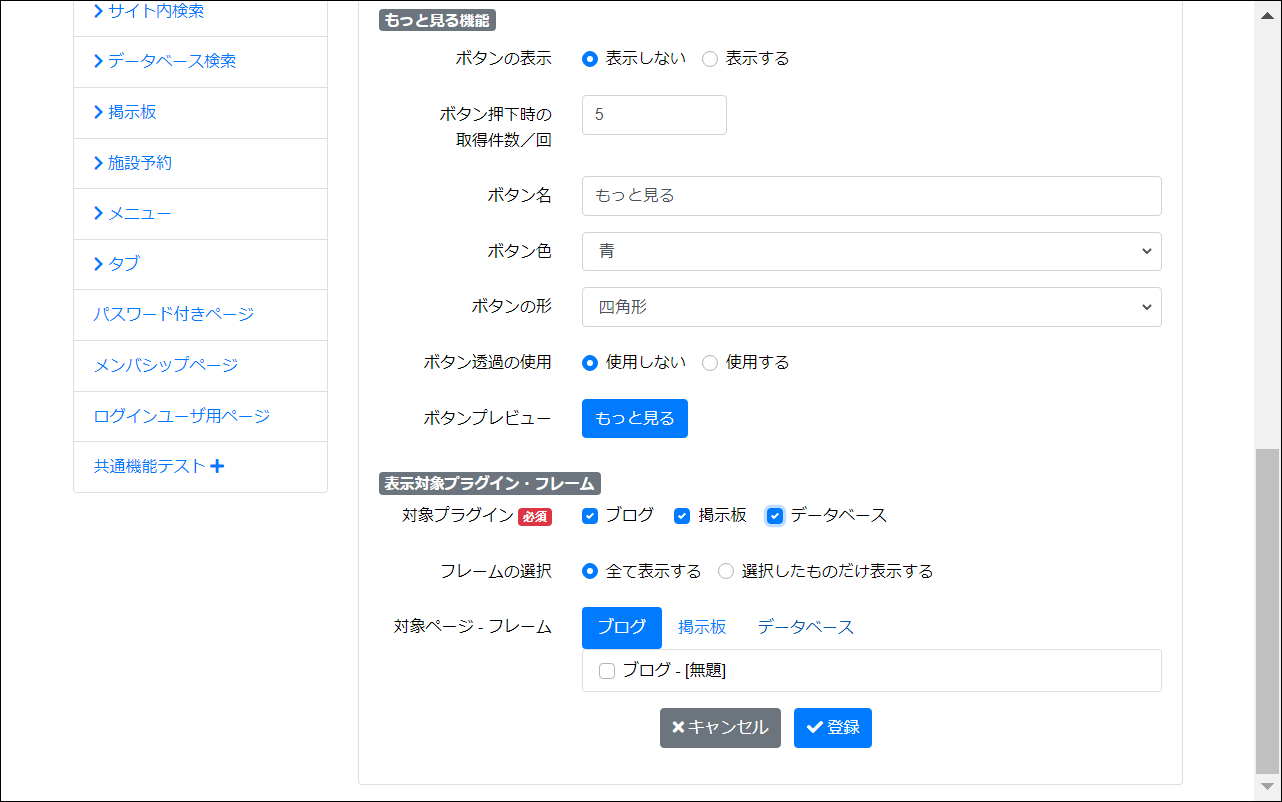 サイト内検索
データベース検索
掲示板
施設予約
メニュー
タブ
パスワード付きページ
メンバシップページ
ログインユーザ用ページ
共通機能テスト
もっと見る機能
ボタンの表示 表示しない 表示する
ボタン押下時の
取得件数／回 5
ボタン名 もっと見る
ボタン色 青
ボタンの形 四角形
ボタン透過の使用 使用しない 使用する
ボタンプレビュー もっと見る
表示対象プラグイン・フレーム
対象プラグイン 必須 ブログ 掲示板 データベース
フレームの選択 全て表示する 選択したものだけ表示する
対象ページ - フレーム ブログ 掲示板 データベース
ブログ - [無題]
キャンセル 登録